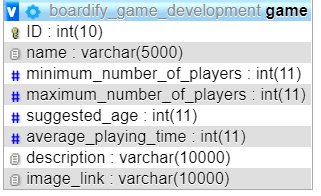 v boardify_game_development game
ID : int(10)
name : varchar(5000)
minimum_number_of_players : int(11)
maximum_number_of_players : int(11)
suggested_age : int(11)
average_playing_time : int(11)
description : varchar(10000)
image_link : varchar(10000)